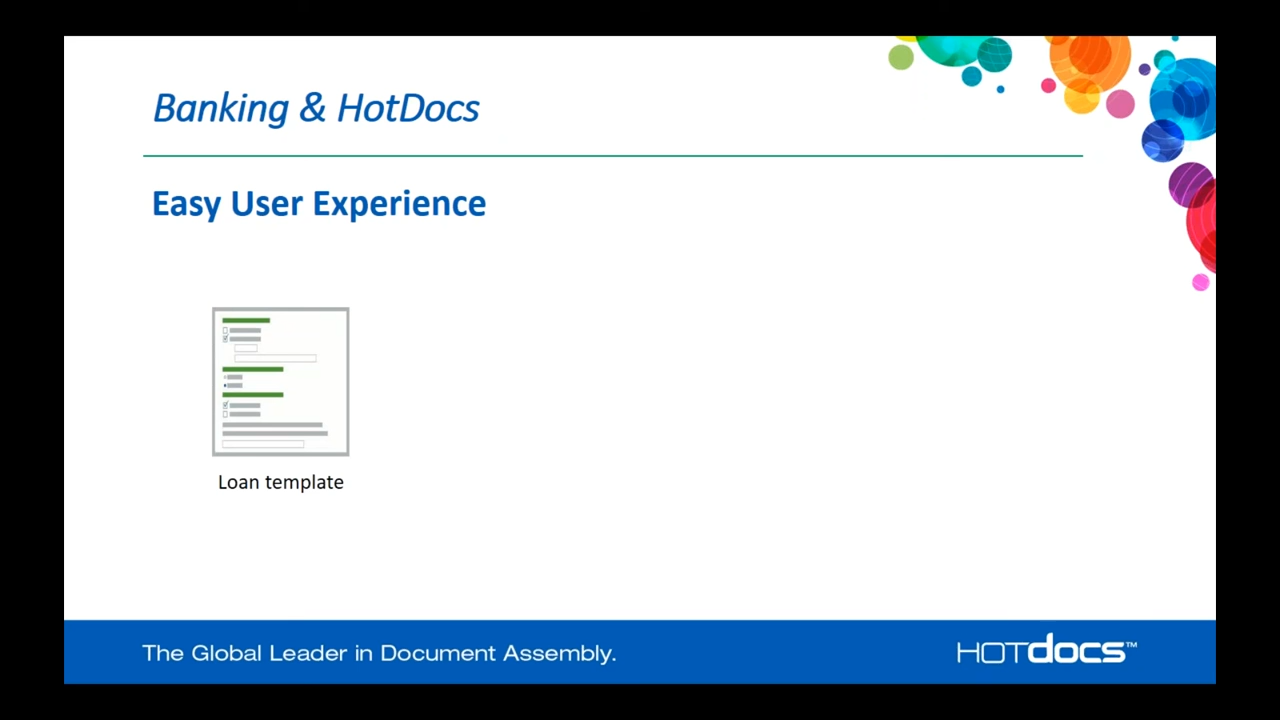 Banking & HotDocs
Easy User Experience
Loan template
The Global Leader in Document Assembly.
HOTdocs™